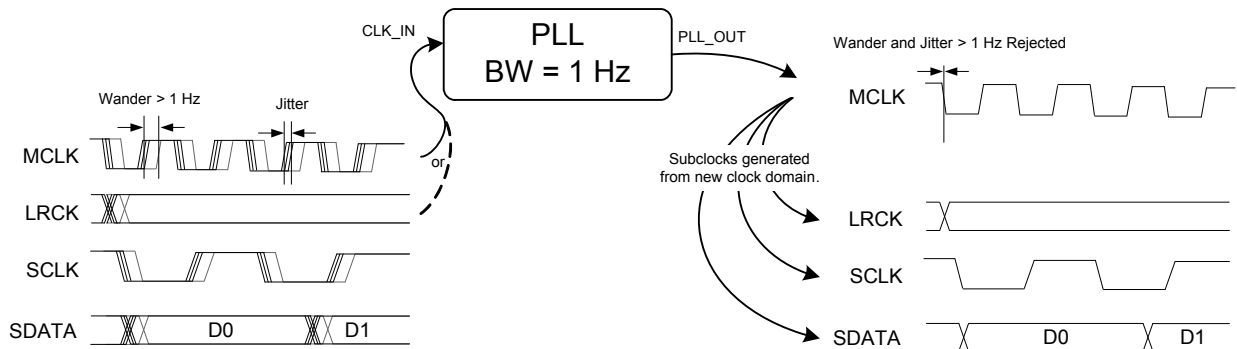 CLK_IN
PLL
BW = 1 Hz
PLL_OUT
Wander > 1 Hz
Jitter
MCLK
or
LRCK
SCLK
SDATA
D0
D1
Wander and Jitter > 1 Hz Rejected
MCLK
Subclocks generated
from new clock domain.
LRCK
SCLK
SDATA
D0
D1